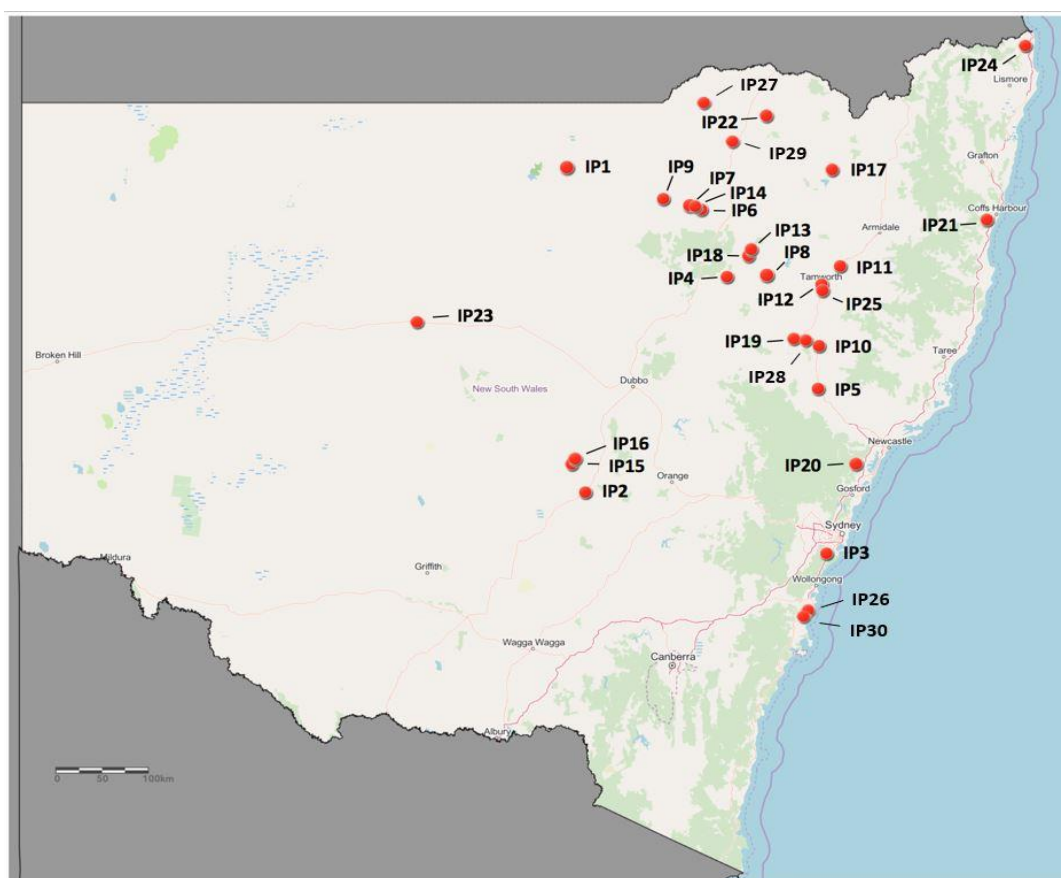 IP24
Lismore
IP27
IP22
IP29
IP1
IP9
IP7
IP17
Grafton
IP14
IP6
Coffs Harbour
IP21
Armidale
IP13
IP18
IP8
IP4
IP11
Tamworth
IP12
IP25
IP23
Broken Hill
IP19
IP10
Taree
IP28
Dubbo
New South Wales
IP5
Newcastle
IP16
IP15
IP20
Orange
IP2
Gosford
Sydney
IP3
Mildura
Griffith
Wollongong
IP26
IP30
Wagga Wagga
Canberra
Albury
0 50 100km